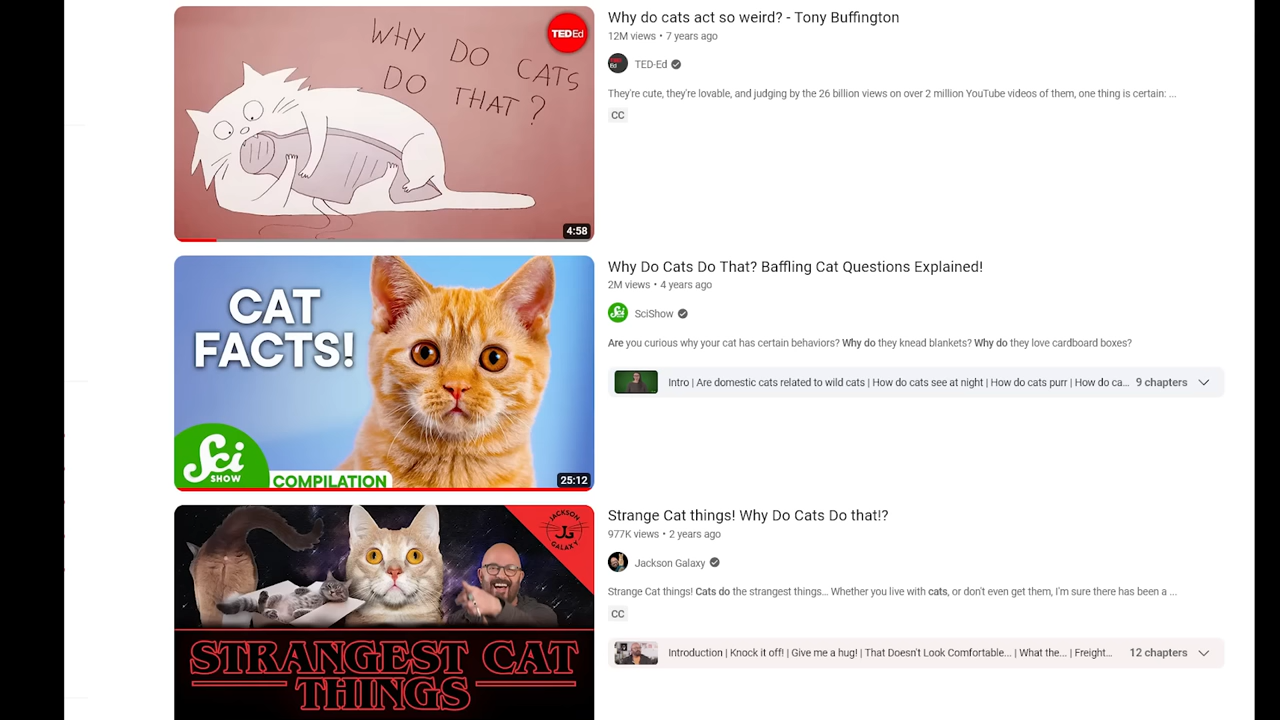 WHY DO CATS
DO THAT?
TEDEd
4:58
Why do cats act so weird? - Tony Buffington
12M views • 7 years ago
TED-Ed
They're cute, they're lovable, and judging by the 26 billion views on over 2 million YouTube videos of them, one thing is certain: ...
CC
CAT
FACTS!
Sci
SHOW
COMPILATION
25:12
Why Do Cats Do That? Baffling Cat Questions Explained!
2M views • 4 years ago
Sci
SciShow
Are you curious why your cat has certain behaviors? Why do they knead blankets? Why do they love cardboard boxes?
Intro | Are domestic cats related to wild cats | How do cats see at night | How do cats purr | How do ca... 9 chapters
JACKSON
JG
GALAXY
STRANGEST CAT
THINGS
Strange Cat things! Why Do Cats Do that!?
977K views • 2 years ago
Jackson Galaxy
Strange Cat things! Cats do the strangest things... Whether you live with cats, or don't even get them, I'm sure there has been a ...
CC
Introduction | Knock it off! | Give me a hug! | That Doesn't Look Comfortable... | What the... | Freight... 12 chapters